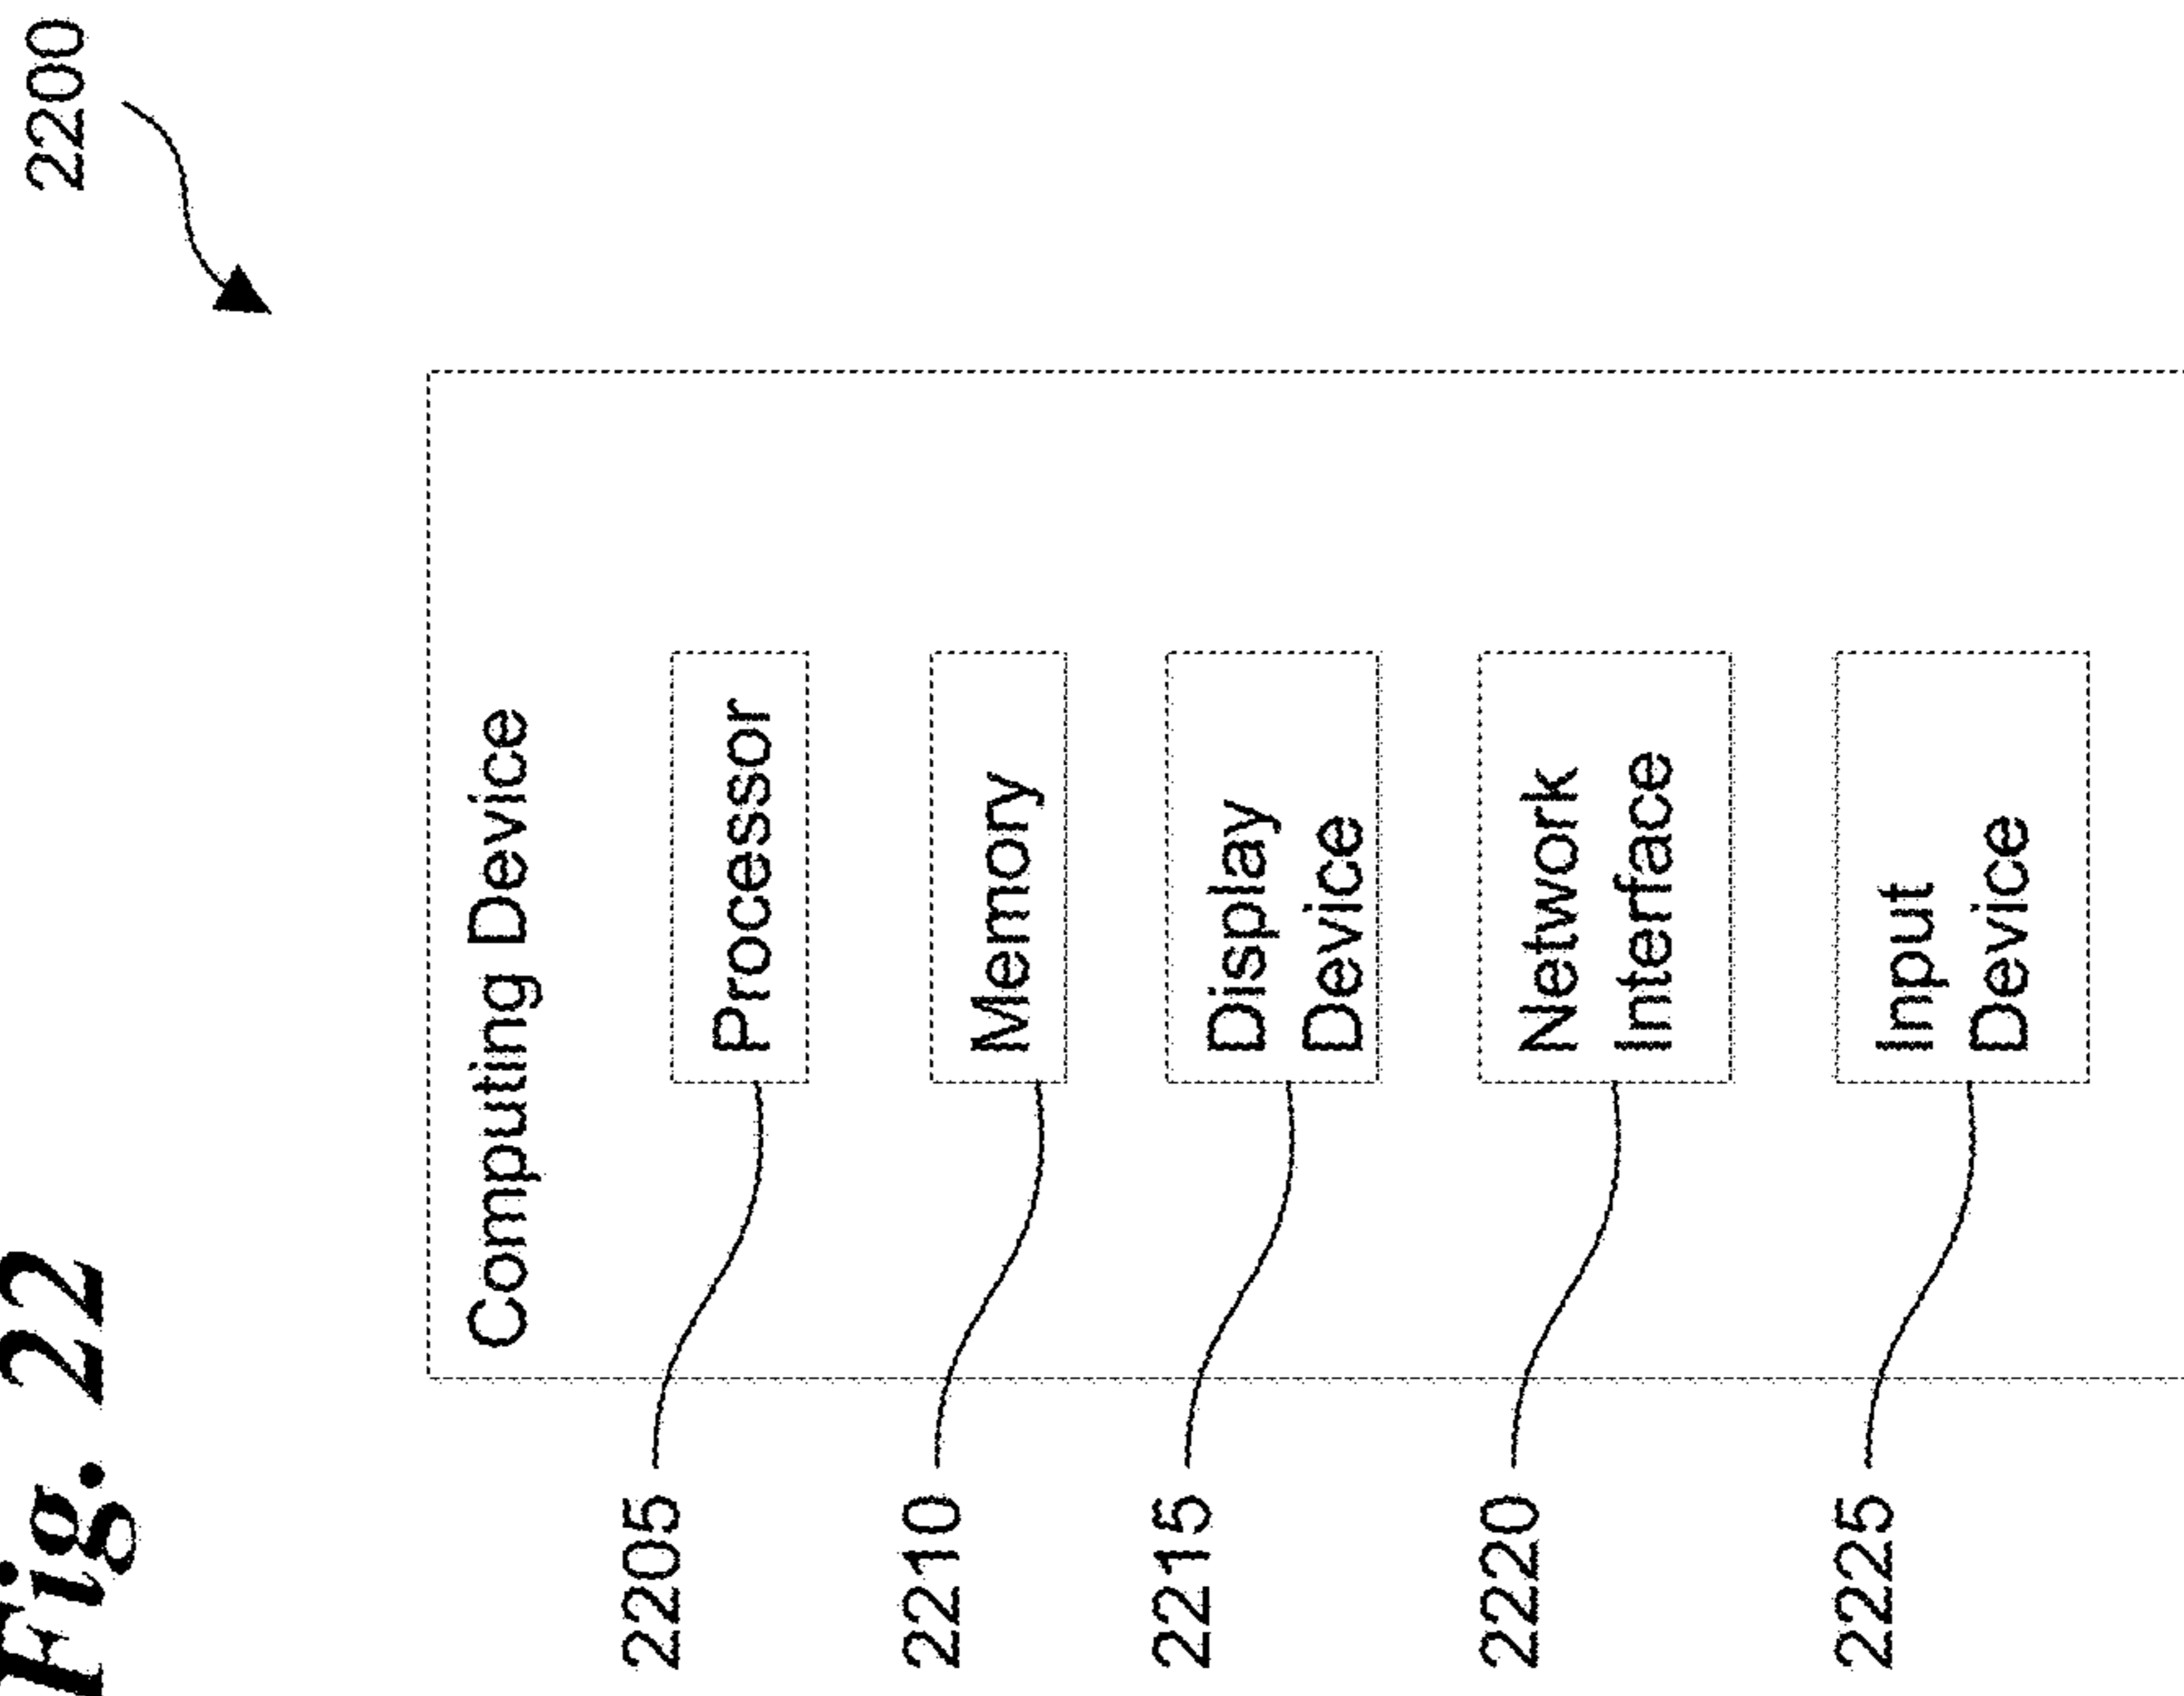 Fig. 22
2200
Computing Device
2205
Processor
2210
Memory
2215
Display
Device
2220
Network
Interface
2225
Input
Device